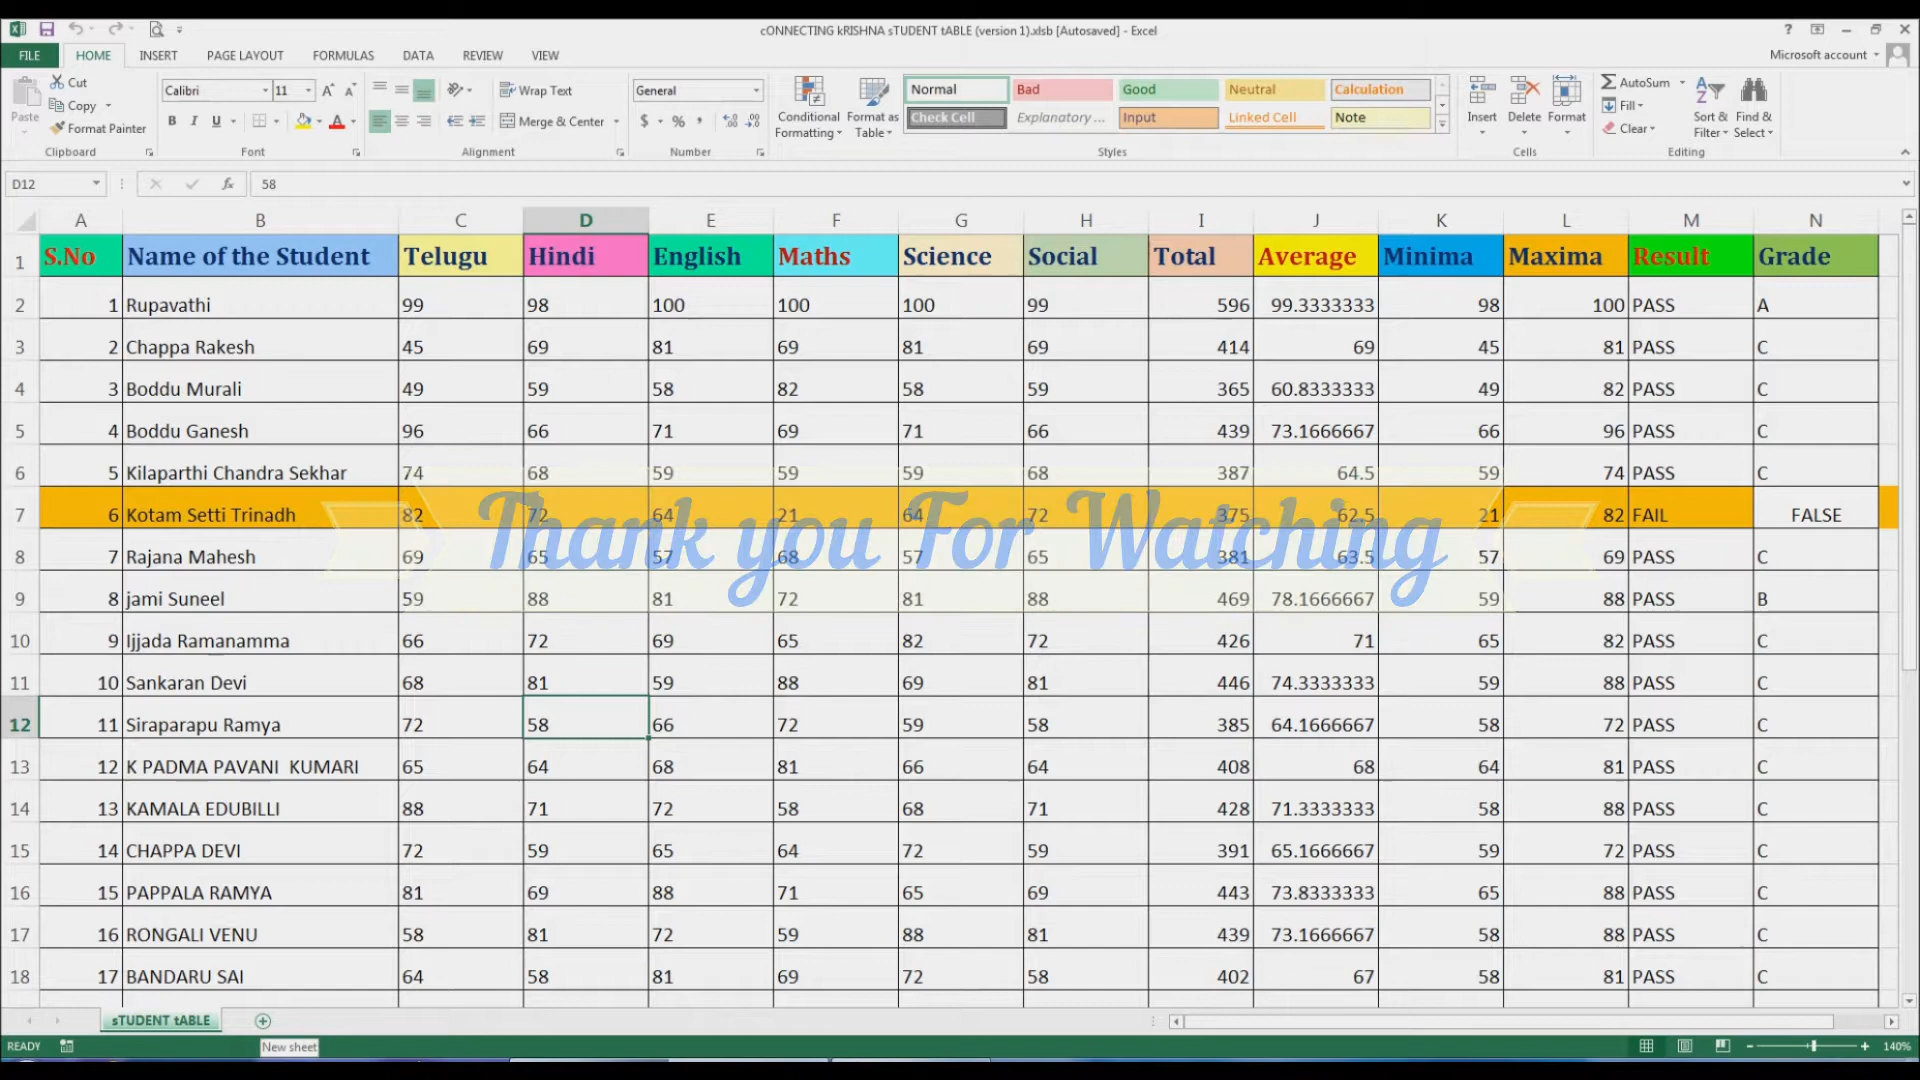 cONNECTING kRISHNA sTUDENT tABLE (version 1).xlsb [Autosaved] - Excel
FILE HOME INSERT PAGE LAYOUT FORMULAS DATA REVIEW VIEW Microsoft account
Cut
Copy
Format Painter
Paste
Clipboard
Calibri 11
B I U
Font
Wrap Text
Merge & Center
Alignment
General
$ % ,
Number
Conditional Formatting
Format as Table
Normal Bad Good Neutral Calculation
Check Cell Explanatory ... Input Linked Cell Note
Styles
Insert Delete Format
Cells
AutoSum
Fill
Clear
Sort & Filter
Find & Select
Editing
D12 fx 58
A B C D E F G H I J K L M N
1 S.No Name of the Student Telugu Hindi English Maths Science Social Total Average Minima Maxima Result Grade
2 1 Rupavathi 99 98 100 100 100 99 596 99.3333333 98 100 PASS A
3 2 Chappa Rakesh 45 69 81 69 81 69 414 69 45 81 PASS C
4 3 Boddu Murali 49 59 58 82 58 59 365 60.8333333 49 82 PASS C
5 4 Boddu Ganesh 96 66 71 69 71 66 439 73.1666667 66 96 PASS C
6 5 Kilaparthi Chandra Sekhar 74 68 59 59 59 68 387 64.5 59 74 PASS C
7 6 Kotam Setti Trinadh 82 72 64 21 64 72 375 62.5 21 82 FAIL FALSE
Thank you For Watching
8 7 Rajana Mahesh 69 65 57 68 57 65 381 63.5 57 69 PASS C
9 8 jami Suneel 59 88 81 72 81 88 469 78.1666667 59 88 PASS B
10 9 Ijjada Ramanamma 66 72 69 65 82 72 426 71 65 82 PASS C
11 10 Sankaran Devi 68 81 59 88 69 81 446 74.3333333 59 88 PASS C
12 11 Siraparapu Ramya 72 58 66 72 59 58 385 64.1666667 58 72 PASS C
13 12 K PADMA PAVANI KUMARI 65 64 68 81 66 64 408 68 64 81 PASS C
14 13 KAMALA EDUBILLI 88 71 72 58 68 71 428 71.3333333 58 88 PASS C
15 14 CHAPPA DEVI 72 59 65 64 72 59 391 65.1666667 59 72 PASS C
16 15 PAPPALA RAMYA 81 69 88 71 65 69 443 73.8333333 65 88 PASS C
17 16 RONGALI VENU 58 81 72 59 88 81 439 73.1666667 58 88 PASS C
18 17 BANDARU SAI 64 58 81 69 72 58 402 67 58 81 PASS C
sTUDENT tABLE
READY New sheet 140%